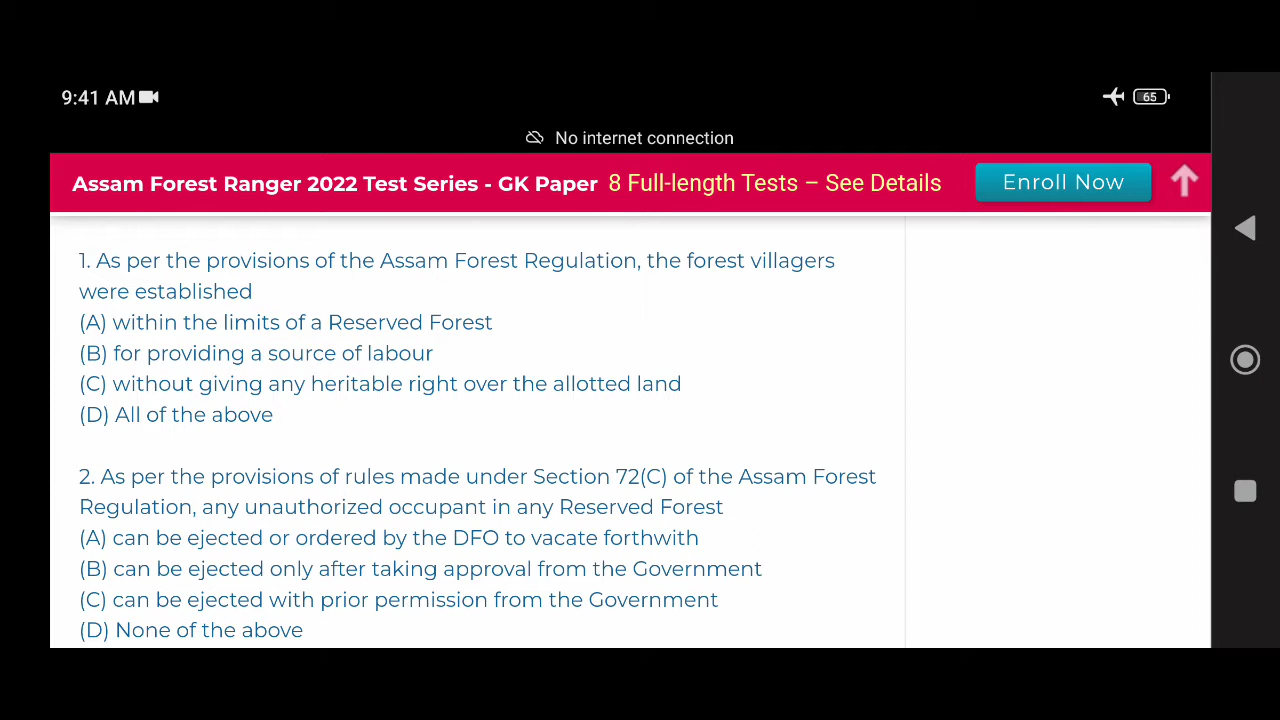 9:41 AM
65
No internet connection
Assam Forest Ranger 2022 Test Series - GK Paper 8 Full-length Tests – See Details Enroll Now
1. As per the provisions of the Assam Forest Regulation, the forest villagers
were established
(A) within the limits of a Reserved Forest
(B) for providing a source of labour
(C) without giving any heritable right over the allotted land
(D) All of the above
2. As per the provisions of rules made under Section 72(C) of the Assam Forest
Regulation, any unauthorized occupant in any Reserved Forest
(A) can be ejected or ordered by the DFO to vacate forthwith
(B) can be ejected only after taking approval from the Government
(C) can be ejected with prior permission from the Government
(D) None of the above